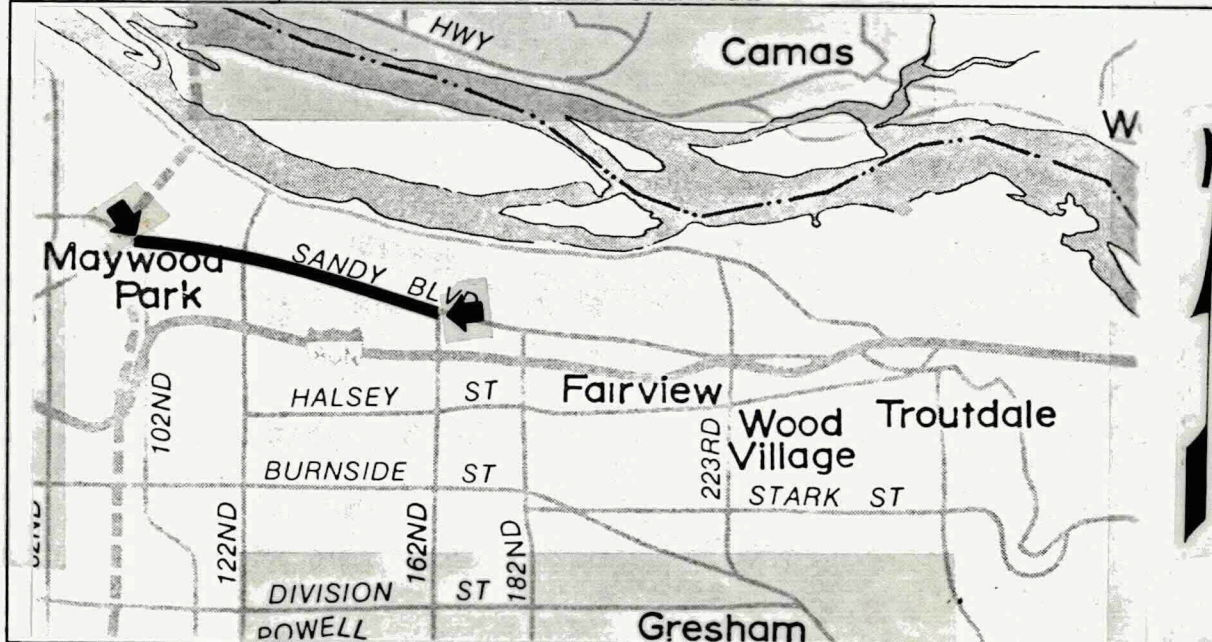 HWY
Camas
W
Maywood
Park
SANDY BLVD
102ND
HALSEY ST
Fairview
Wood
Village
Troutdale
223RD
BURNSIDE ST
STARK ST
122ND
162ND
182ND
DIVISION ST
POWELL
Gresham